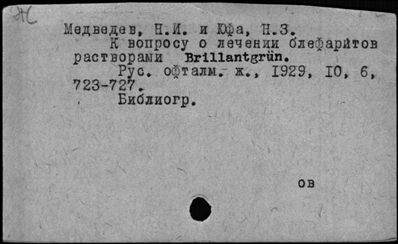 Медведев, Н.И. и Юфа, Н.З.
К вопросу о лечении блефаритов
растворами Brillantgrün.
Рус. офталм. ж., 1929, 10, 6,
723-727.
Библиогр.
ов